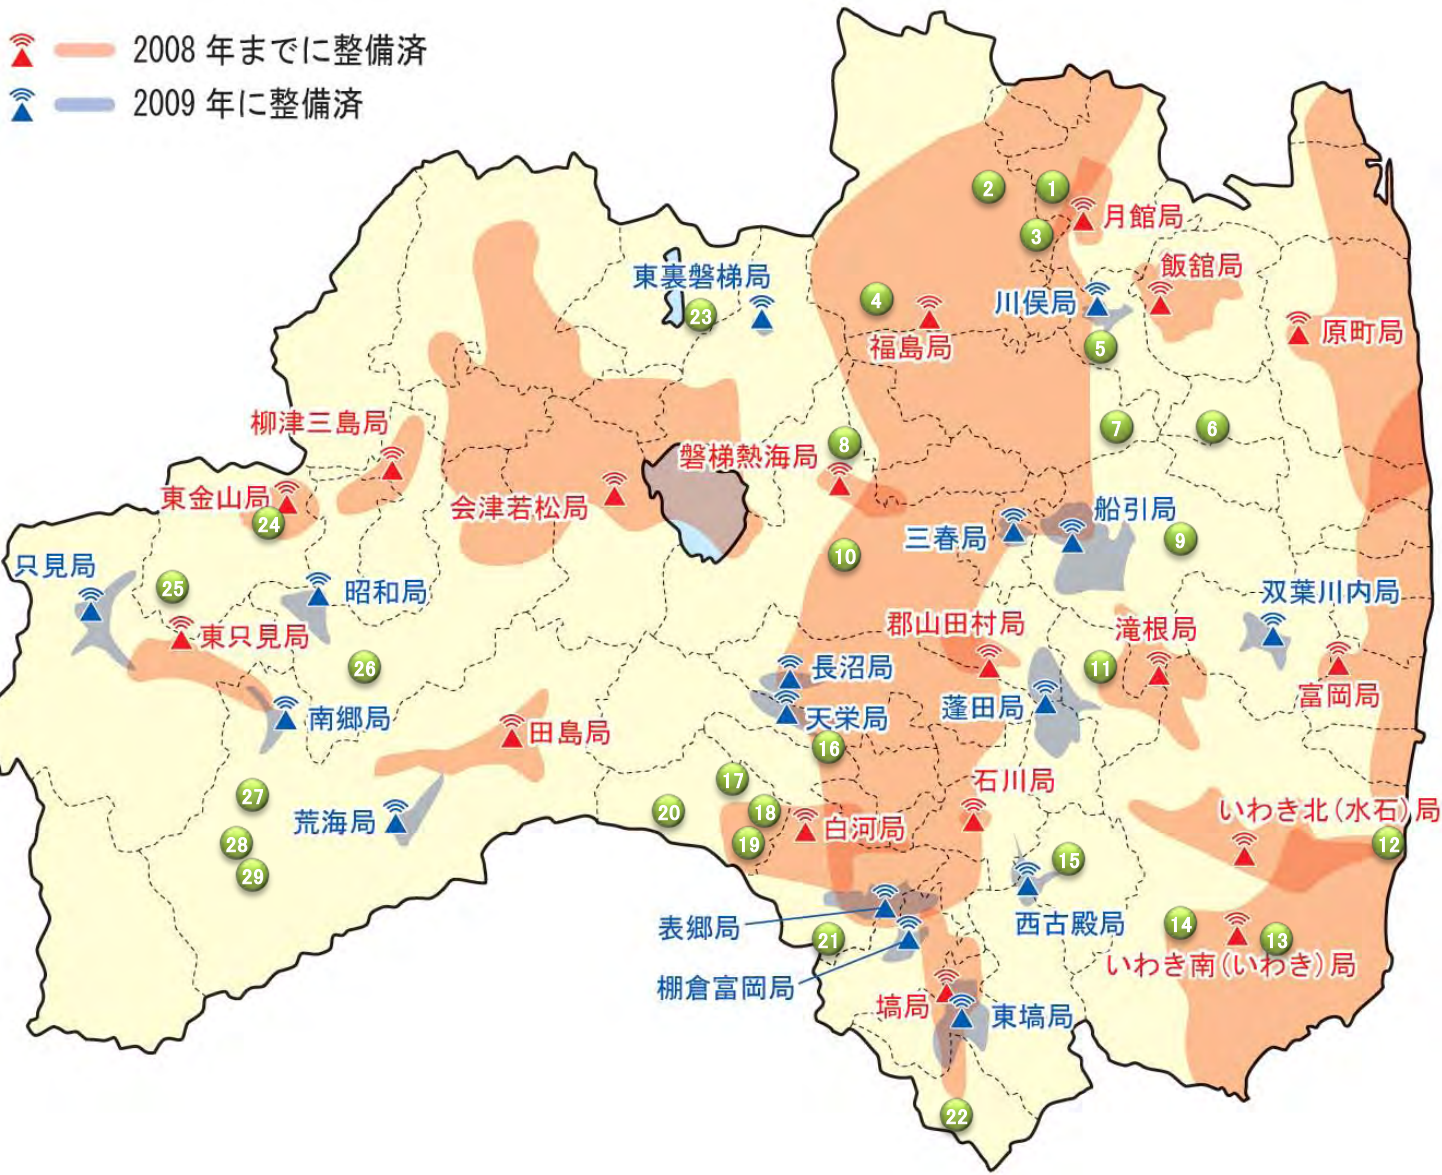 2008 年までに整備済
2009 年に整備済
2
1
月館局
3
飯舘局
東裏磐梯局
23
4
川俣局
福島局
5
原町局
柳津三島局
7
6
8
磐梯熱海局
東金山局
24
会津若松局
三春局
船引局
9
10
只見局
25
昭和局
双葉川内局
東只見局
郡山田村局
滝根局
26
長沼局
11
富岡局
南郷局
天栄局
蓬田局
田島局
16
17
石川局
27
20
18
荒海局
白河局
いわき北(水石)局
28
19
12
29
15
西古殿局
表郷局
21
14
13
いわき南(いわき)局
棚倉富岡局
塙局
東塙局
22